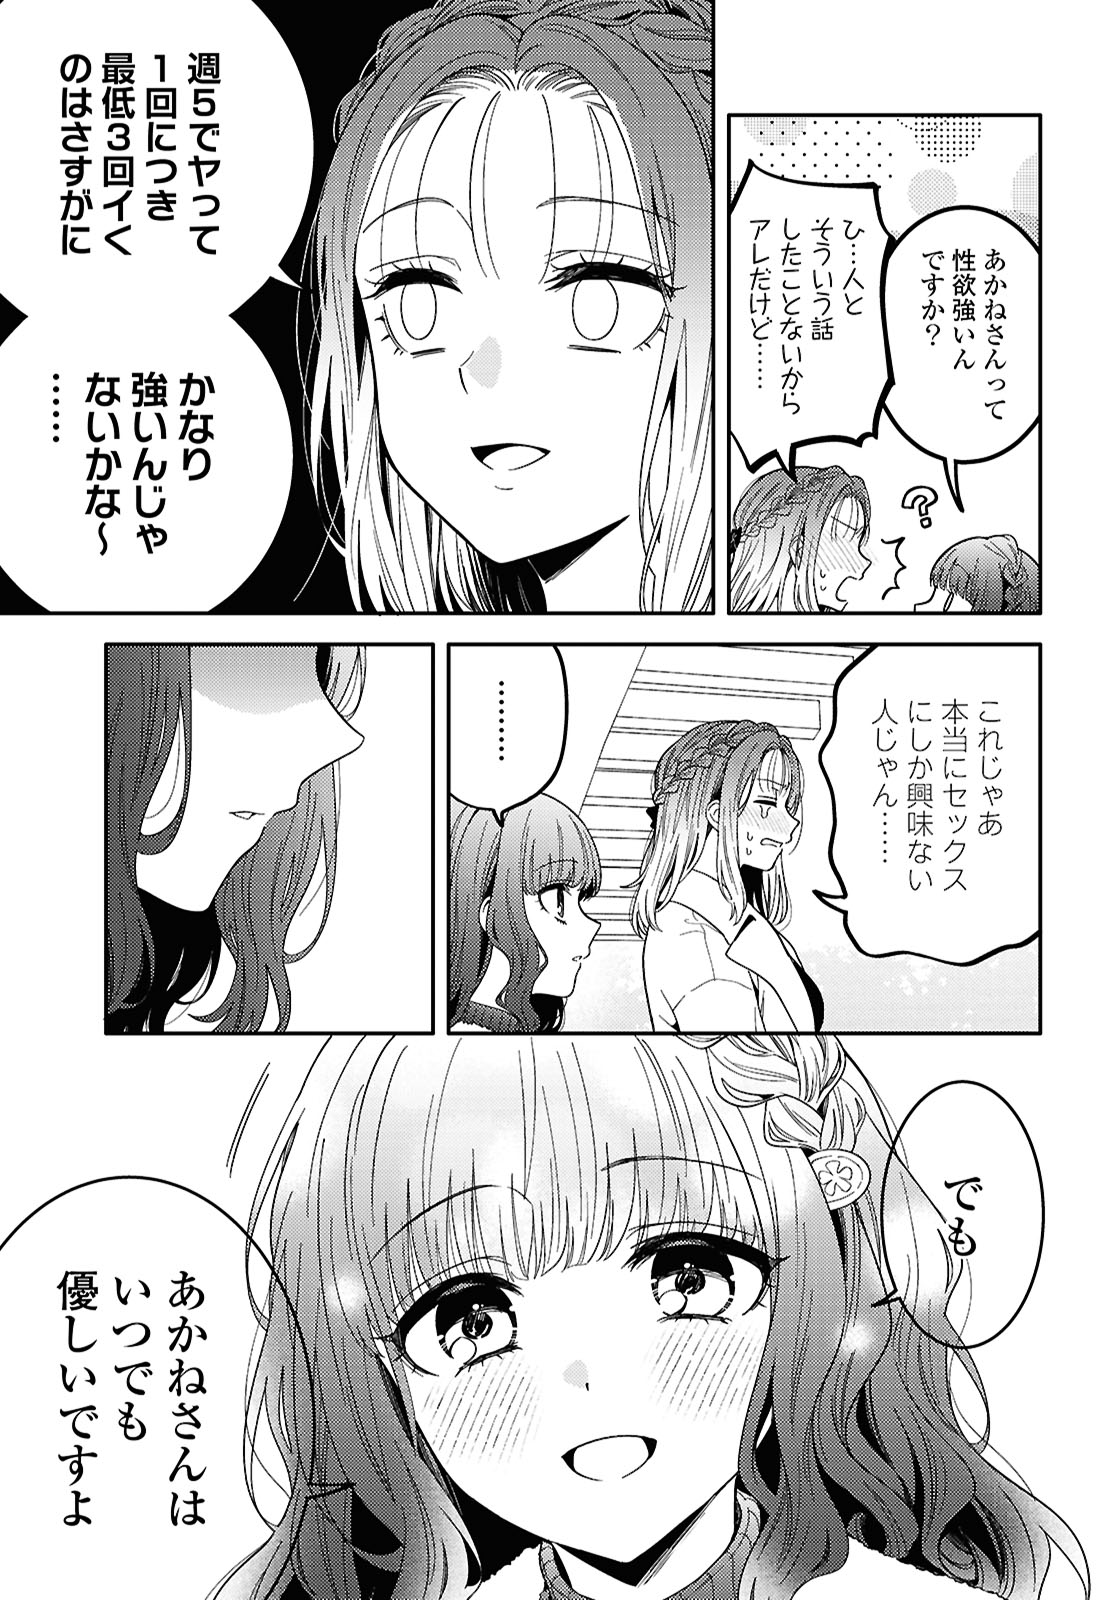 あかねさんって
性欲強いん
ですか?
ひ…人と
そういう話
したことないから
アレだけど……
週5でヤって
1回につき
最低3回イく
のはさすがに
かなり
強いんじゃ
ないかな〜
……
これじゃあ
本当にセックス
にしか興味ない
人じゃん……
………
でも
あかねさんは
いつでも
優しいですよ